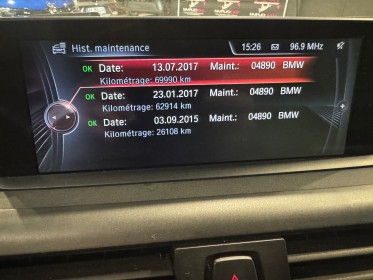 Hist. maintenance 15:26 96.9 MHz
OK Date: 13.07.2017 Maint.: 04890 BMW
Kilométrage: 69990 km
OK Date: 23.01.2017 Maint.: 04890 BMW
Kilométrage: 62914 km
OK Date: 03.09.2015 Maint.: 04890 BMW
Kilométrage: 26108 km